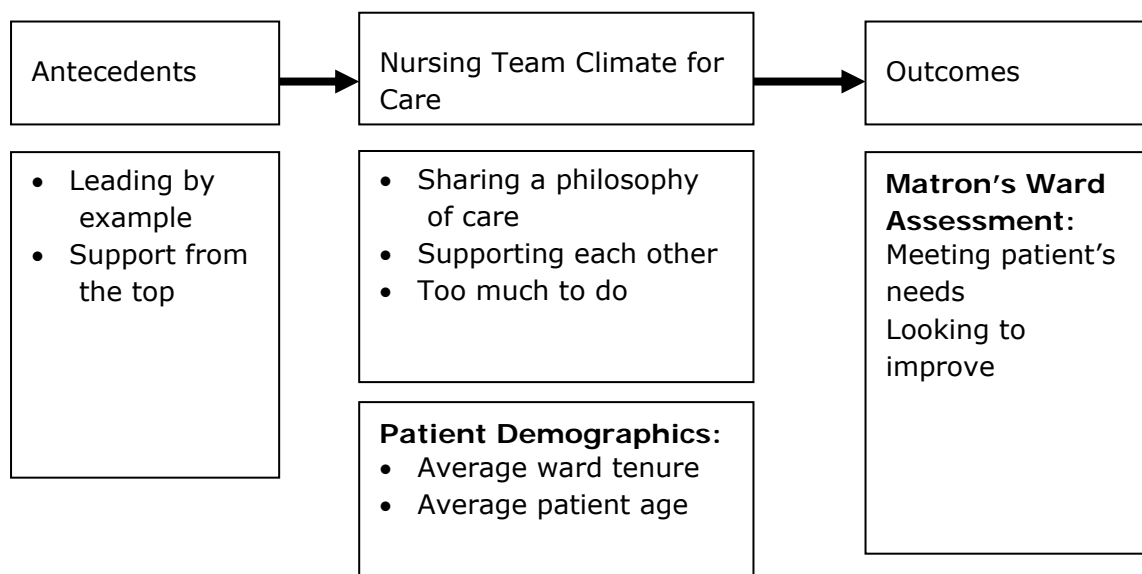 Antecedents
Nursing Team Climate for
Care
Outcomes
• Leading by
example
• Support from
the top
• Sharing a philosophy
of care
• Supporting each other
• Too much to do
Patient Demographics:
• Average ward tenure
• Average patient age
Matron’s Ward
Assessment:
Meeting patient’s
needs
Looking to
improve